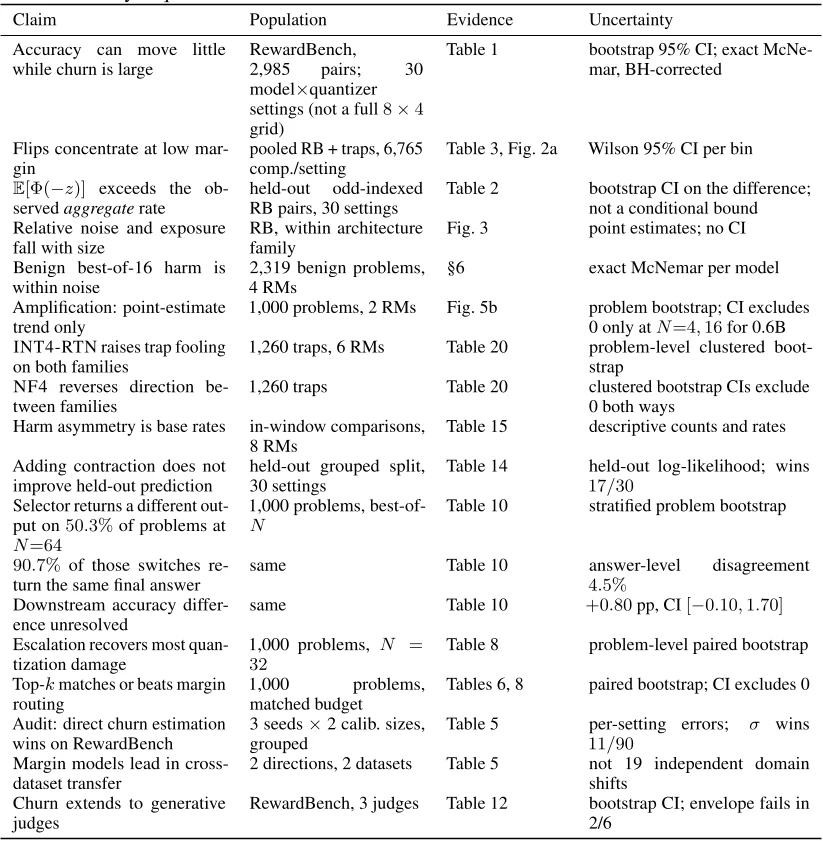 Claim
Population
Evidence
Uncertainty
Accuracy can move little
while churn is large
RewardBench,
2,985 pairs; 30
model×quantizer
settings (not a full 8 × 4
grid)
Table 1
bootstrap 95% CI; exact McNe-
mar, BH-corrected
Flips concentrate at low mar-
gin
pooled RB + traps, 6,765
comp./setting
Table 3, Fig. 2a
Wilson 95% CI per bin
𝔼[Φ(−z)] exceeds the ob-
served aggregate rate
held-out odd-indexed
RB pairs, 30 settings
Table 2
bootstrap CI on the difference;
not a conditional bound
Relative noise and exposure
fall with size
RB, within architecture
family
Fig. 3
point estimates; no CI
Benign best-of-16 harm is
within noise
2,319 benign problems,
4 RMs
§6
exact McNemar per model
Amplification: point-estimate
trend only
1,000 problems, 2 RMs
Fig. 5b
problem bootstrap; CI excludes
0 only at N=4, 16 for 0.6B
INT4-RTN raises trap fooling
on both families
1,260 traps, 6 RMs
Table 20
problem-level clustered boot-
strap
NF4 reverses direction be-
tween families
1,260 traps
Table 20
clustered bootstrap CIs exclude
0 both ways
Harm asymmetry is base rates
in-window comparisons,
8 RMs
Table 15
descriptive counts and rates
Adding contraction does not
improve held-out prediction
held-out grouped split,
30 settings
Table 14
held-out log-likelihood; wins
17/30
Selector returns a different out-
put on 50.3% of problems at
N=64
1,000 problems, best-of-
N
Table 10
stratified problem bootstrap
90.7% of those switches re-
turn the same final answer
same
Table 10
answer-level disagreement
4.5%
Downstream accuracy differ-
ence unresolved
same
Table 10
+0.80 pp, CI [−0.10, 1.70]
Escalation recovers most quan-
tization damage
1,000 problems, N =
32
Table 8
problem-level paired bootstrap
Top-k matches or beats margin
routing
1,000 problems,
matched budget
Tables 6, 8
paired bootstrap; CI excludes 0
Audit: direct churn estimation
wins on RewardBench
3 seeds × 2 calib. sizes,
grouped
Table 5
per-setting errors; σ wins
11/90
Margin models lead in cross-
dataset transfer
2 directions, 2 datasets
Table 5
not 19 independent domain
shifts
Churn extends to generative
judges
RewardBench, 3 judges
Table 12
bootstrap CI; envelope fails in
2/6